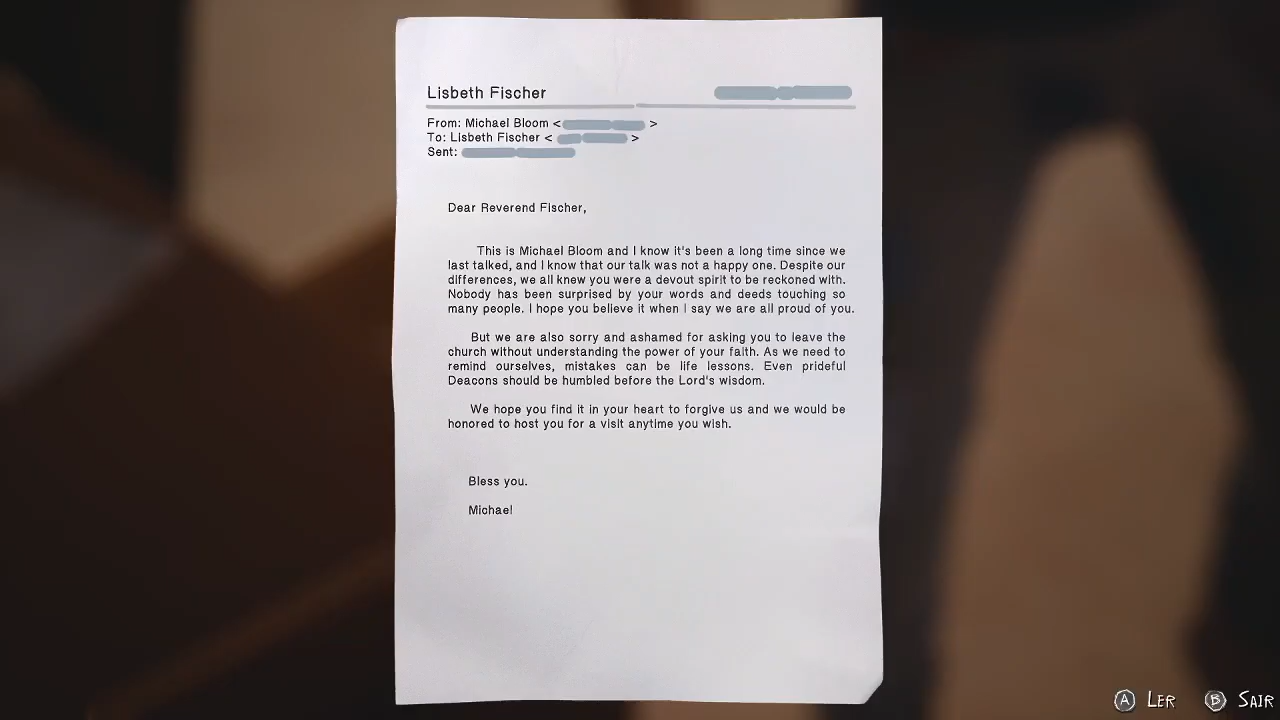 Lisbeth Fischer
From: Michael Bloom < >
To: Lisbeth Fischer < >
Sent:
Dear Reverend Fischer,
This is Michael Bloom and I know it's been a long time since we
last talked, and I know that our talk was not a happy one. Despite our
differences, we all knew you were a devout spirit to be reckoned with.
Nobody has been surprised by your words and deeds touching so
many people. I hope you believe it when I say we are all proud of you.
But we are also sorry and ashamed for asking you to leave the
church without understanding the power of your faith. As we need to
remind ourselves, mistakes can be life lessons. Even prideful
Deacons should be humbled before the Lord's wisdom.
We hope you find it in your heart to forgive us and we would be
honored to host you for a visit anytime you wish.
Bless you.
Michael
A LER B SAIR